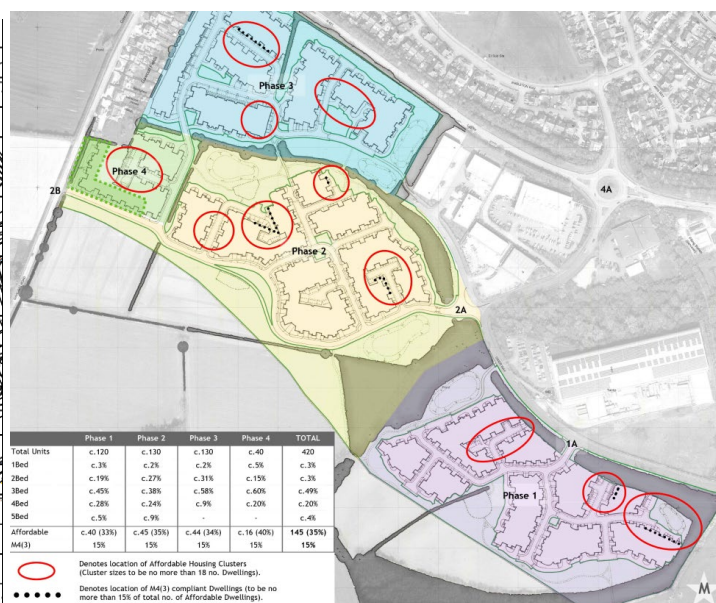 Phase 3
Phase 4
2B
4A
Phase 2
2A
1A
Phase 1
Phase 1 Phase 2 Phase 3 Phase 4 TOTAL
Total Units c.120 c.130 c.130 c.40 420
1Bed c.3% c.2% c.2% c.5% c.3%
2Bed c.19% c.27% c.31% c.15% c.3%
3Bed c.45% c.38% c.58% c.60% c.49%
4Bed c.28% c.24% c.9% c.20% c.20%
5Bed c.5% c.9% - - c.4%
Affordable c.40 (33%) c.45 (35%) c.44 (34%) c.16 (40%) 145 (35%)
M4(3) 15% 15% 15% 15% 15%
Denotes location of Affordable Housing Clusters
(Cluster sizes to be no more than 18 no. Dwellings).
Denotes location of M4(3) compliant Dwellings (to be no
more than 15% of total no. of Affordable Dwellings).
M